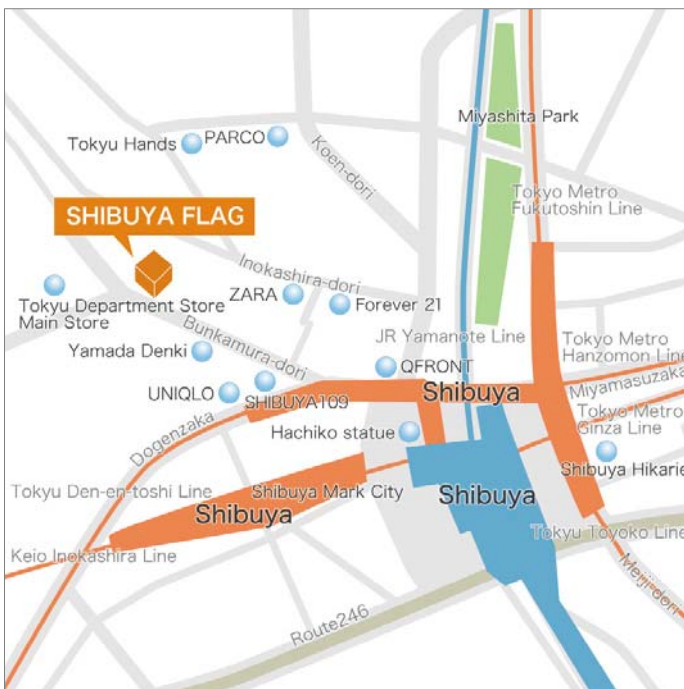 Miyashita Park
PARCO
Tokyu Hands
Koen-dori
Tokyo Metro
Fukutoshin Line
SHIBUYA FLAG
Inokashira-dori
ZARA
Forever 21
Tokyu Department Store
Main Store
Bunkamura-dori
JR Yamanote Line
Tokyo Metro
Hanzomon Line
Yamada Denki
QFRONT
Miyamasuzaka
UNIQLO
SHIBUYA109
Shibuya
Tokyo Metro
Ginza Line
Dogenzaka
Hachiko statue
Shibuya Hikarie
Tokyu Den-en-toshi Line
Shibuya Mark City
Shibuya
Shibuya
Tokyu Toyoko Line
Keio Inokashira Line
Meiji-dori
Route246